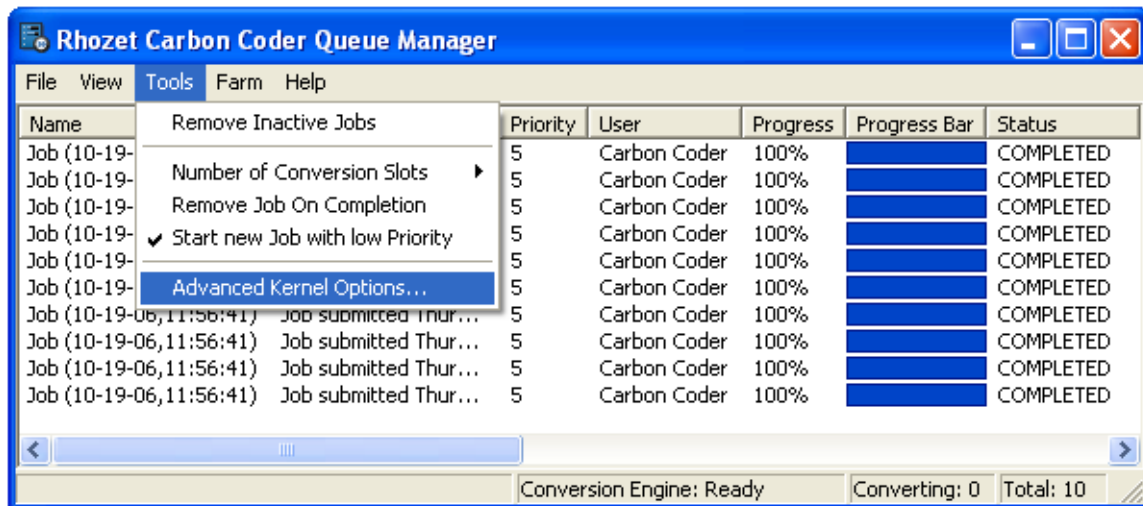 Rhozet Carbon Coder Queue Manager
File View Tools Farm Help
Name Priority User Progress Progress Bar Status
Remove Inactive Jobs
Number of Conversion Slots
Remove Job On Completion
Start new Job with low Priority
Advanced Kernel Options...
Job (10-19- 5 Carbon Coder 100% COMPLETED
Job (10-19- 5 Carbon Coder 100% COMPLETED
Job (10-19- 5 Carbon Coder 100% COMPLETED
Job (10-19- 5 Carbon Coder 100% COMPLETED
Job (10-19- 5 Carbon Coder 100% COMPLETED
Job (10-19- 5 Carbon Coder 100% COMPLETED
Job (10-19-06,11:56:41) Job submitted Thur... 5 Carbon Coder 100% COMPLETED
Job (10-19-06,11:56:41) Job submitted Thur... 5 Carbon Coder 100% COMPLETED
Job (10-19-06,11:56:41) Job submitted Thur... 5 Carbon Coder 100% COMPLETED
Job (10-19-06,11:56:41) Job submitted Thur... 5 Carbon Coder 100% COMPLETED
Conversion Engine: Ready Converting: 0 Total: 10